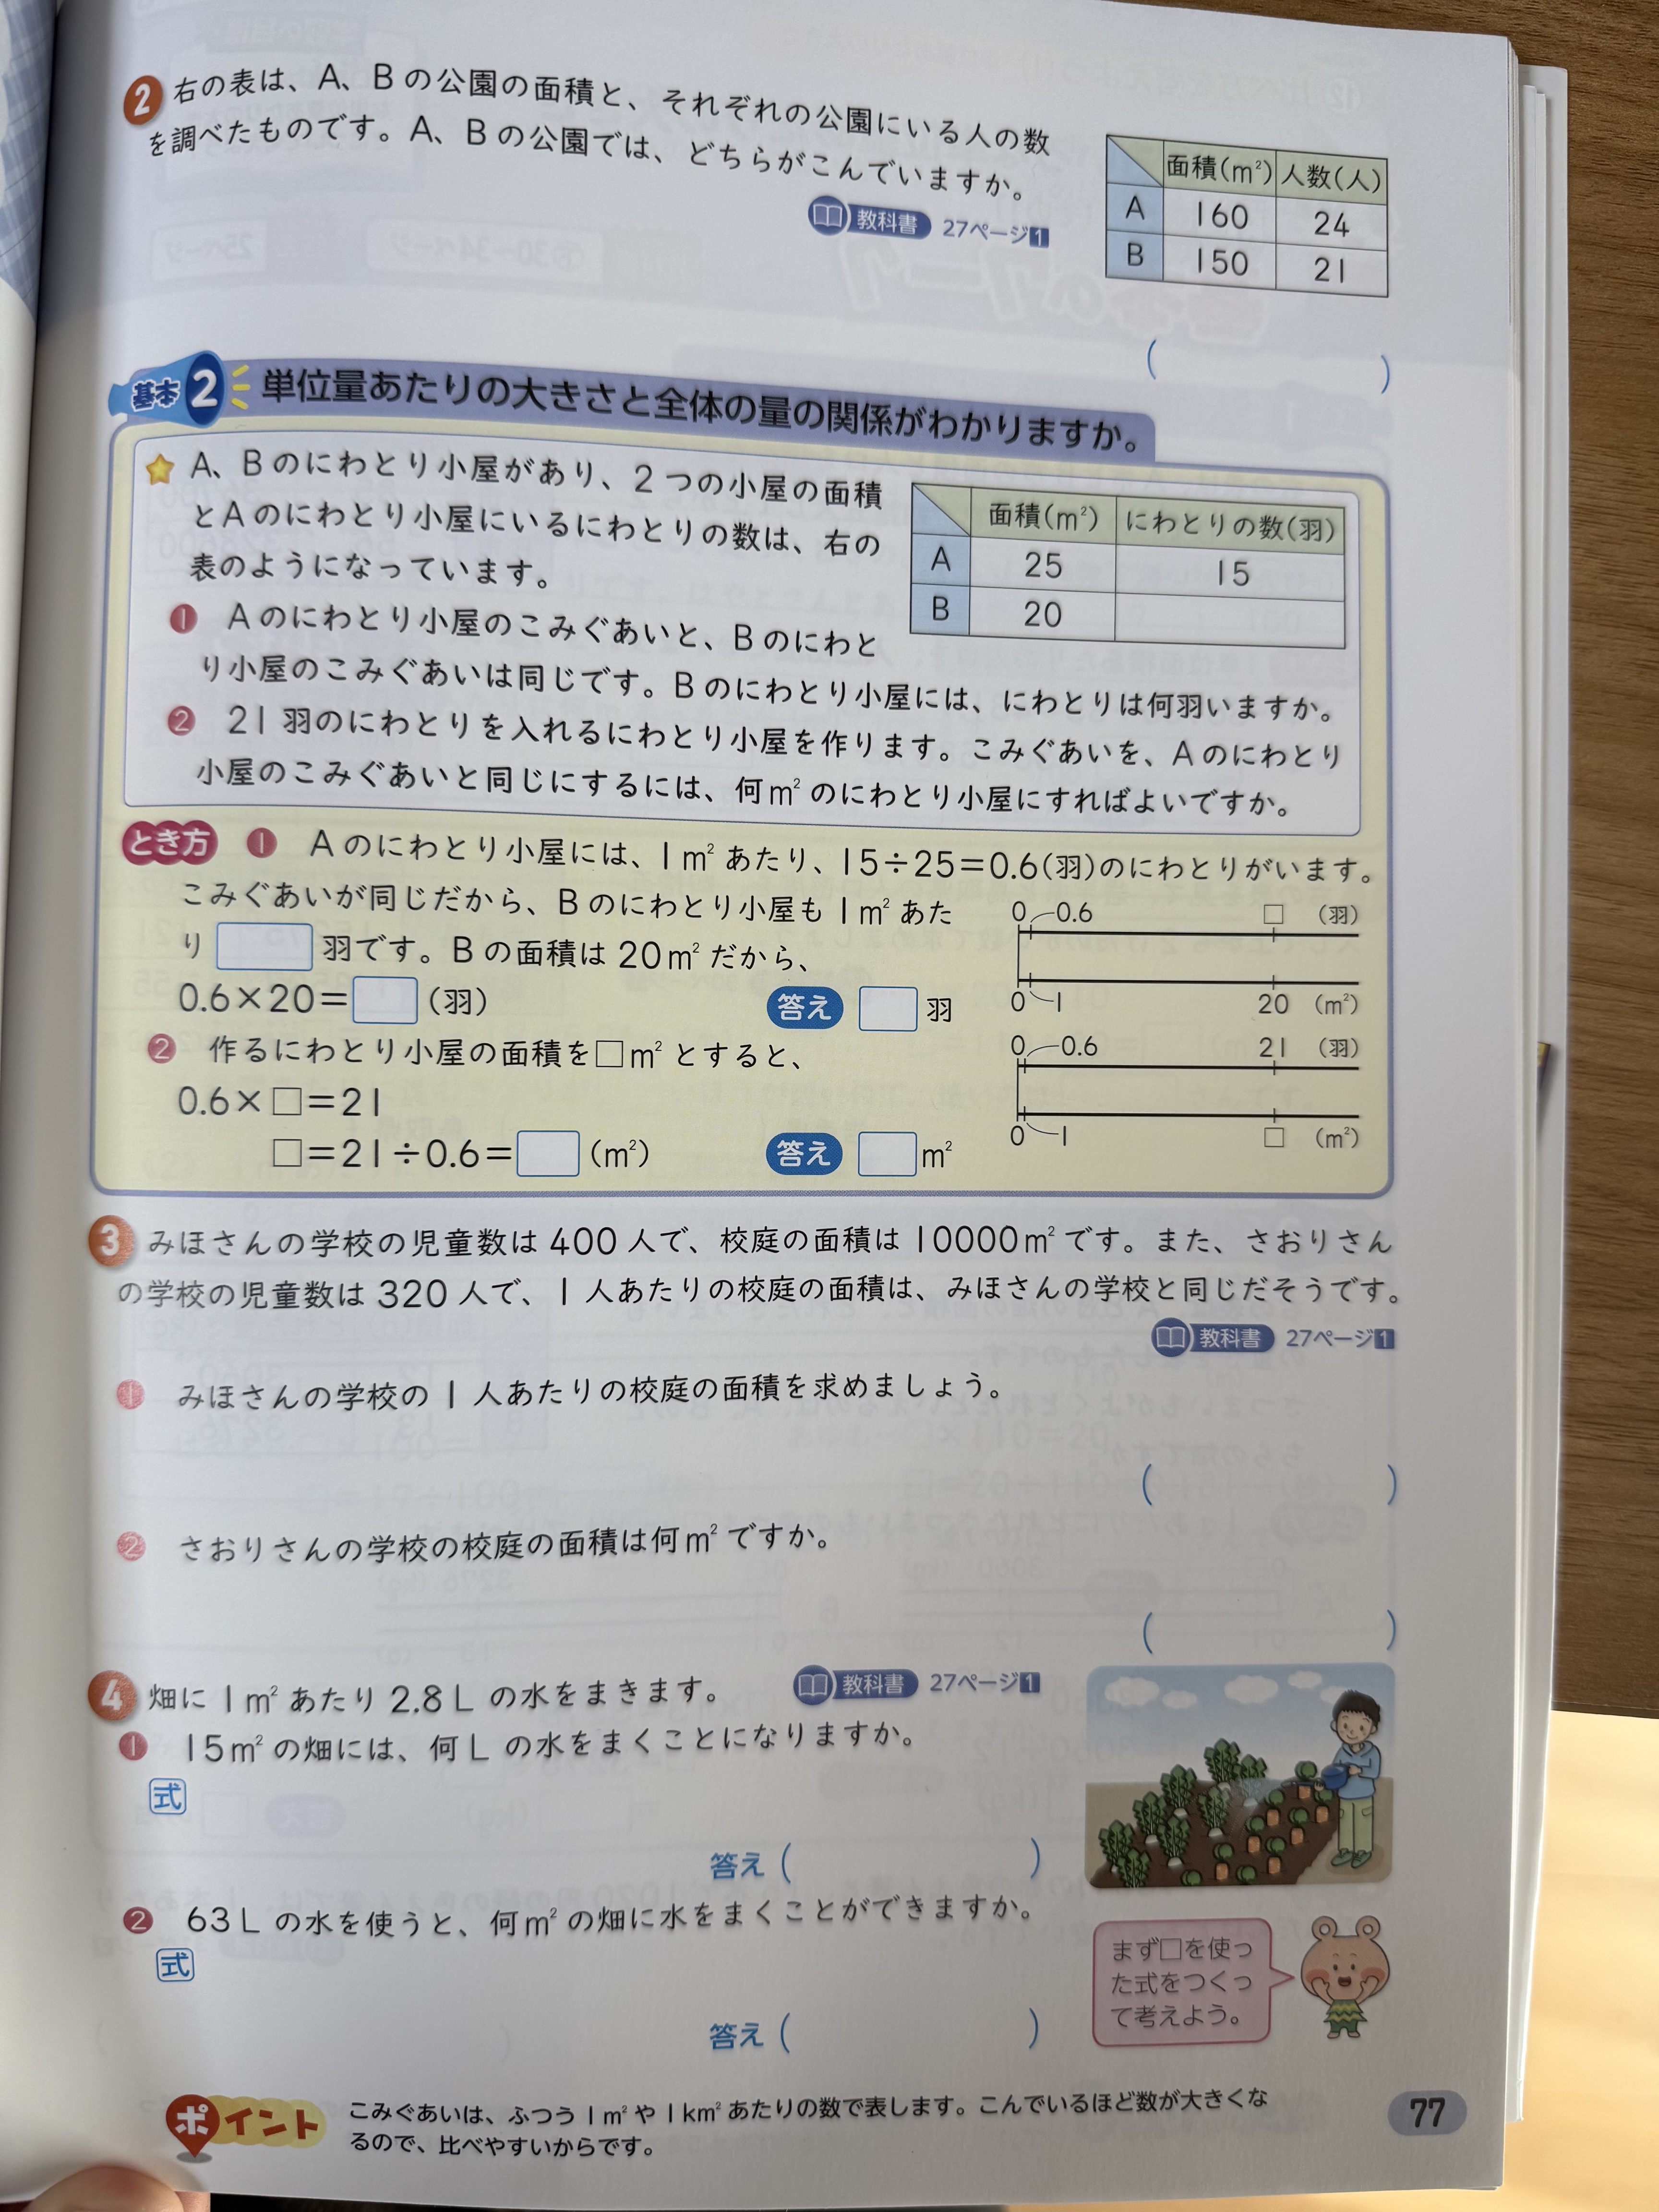 2 右の表は、A、Bの公園の面積と、それぞれの公園にいる人の数
を調べたものです。A、Bの公園では、どちらがこんでいますか。
教科書 27ページ1
面積(m²) 人数(人)
A 160 24
B 150 21
( )
基本2 単位量あたりの大きさと全体の量の関係がわかりますか。
A、Bのにわとり小屋があり、2つの小屋の面積
とAのにわとり小屋にいるにわとりの数は、右の
表のようになっています。
面積(m²) にわとりの数(羽)
A 25 15
B 20
1 Aのにわとり小屋のこみぐあいと、Bのにわと
り小屋のこみぐあいは同じです。Bのにわとり小屋には、にわとりは何羽いますか。
2 21羽のにわとりを入れるにわとり小屋を作ります。こみぐあいを、Aのにわとり
小屋のこみぐあいと同じにするには、何m²のにわとり小屋にすればよいですか。
とき方 1 Aのにわとり小屋には、1m²あたり、15÷25=0.6(羽)のにわとりがいます。
こみぐあいが同じだから、Bのにわとり小屋も1m²あた
り□羽です。Bの面積は20m²だから、
0.6×20=□(羽) 答え □羽
0 0.6 □ (羽)
0 1 20 (m²)
2 作るにわとり小屋の面積を□m²とすると、
0.6×□=21
□=21÷0.6=□(m²) 答え □m²
0 0.6 21 (羽)
0 1 □ (m²)
3 みほさんの学校の児童数は400人で、校庭の面積は10000m²です。また、さおりさん
の学校の児童数は320人で、1人あたりの校庭の面積は、みほさんの学校と同じだそうです。
教科書 27ページ1
1 みほさんの学校の1人あたりの校庭の面積を求めましょう。
( )
2 さおりさんの学校の校庭の面積は何m²ですか。
( )
4 畑に1m²あたり2.8Lの水をまきます。
教科書 27ページ1
1 15m²の畑には、何Lの水をまくことになりますか。
式
答え( )
2 63Lの水を使うと、何m²の畑に水をまくことができますか。
式
答え( )
まず□を使っ
た式をつくっ
て考えよう。
ポイント こみぐあいは、ふつう1m²や1km²あたりの数で表します。こんでいるほど数が大きくな
るので、比べやすいからです。
77